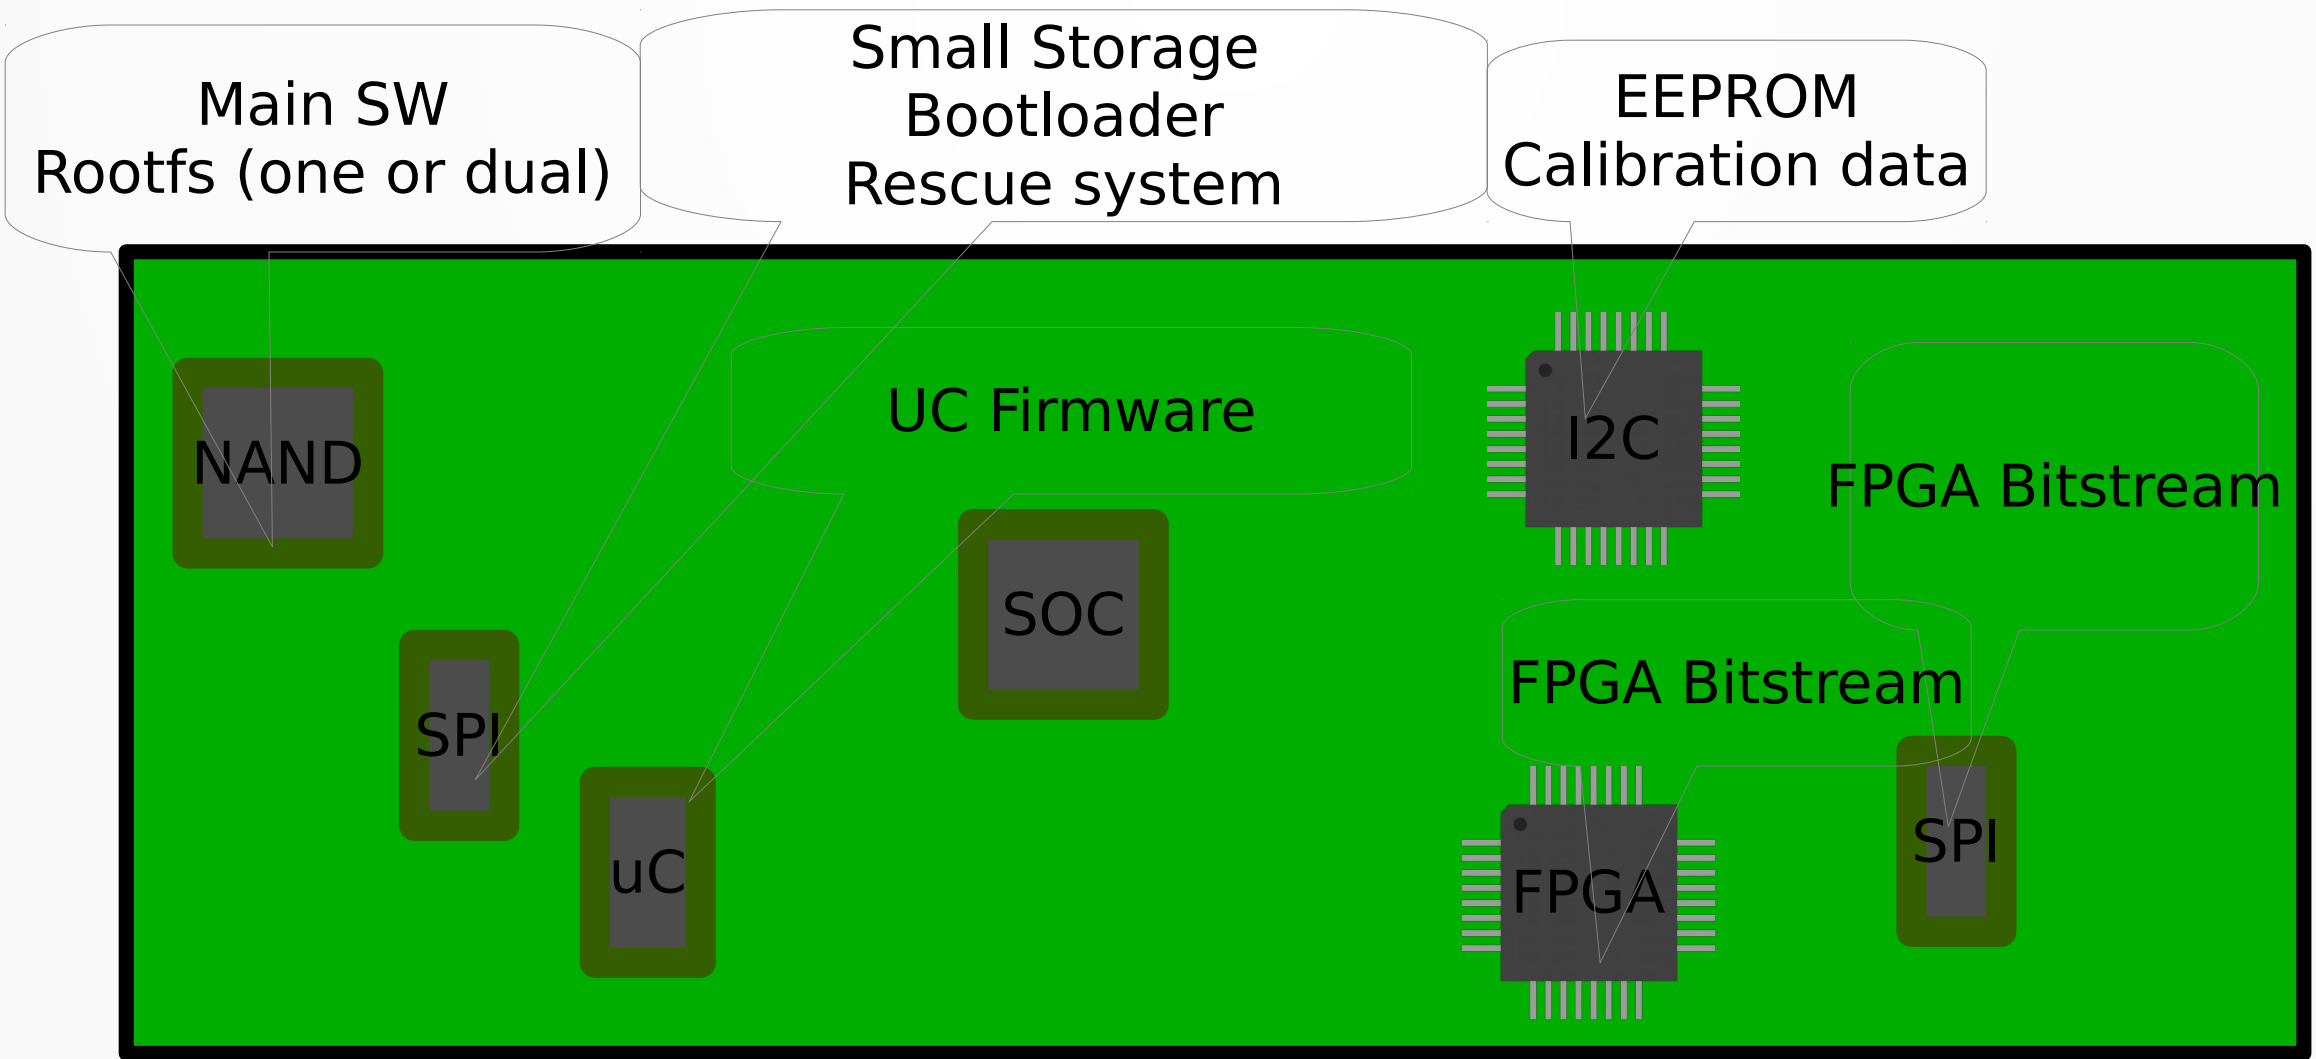 Main SW
Rootfs (one or dual)
Small Storage
Bootloader
Rescue system
EEPROM
Calibration data
UC Firmware
NAND
I2C
FPGA Bitstream
SOC
FPGA Bitstream
SPI
uC
FPGA
SPI